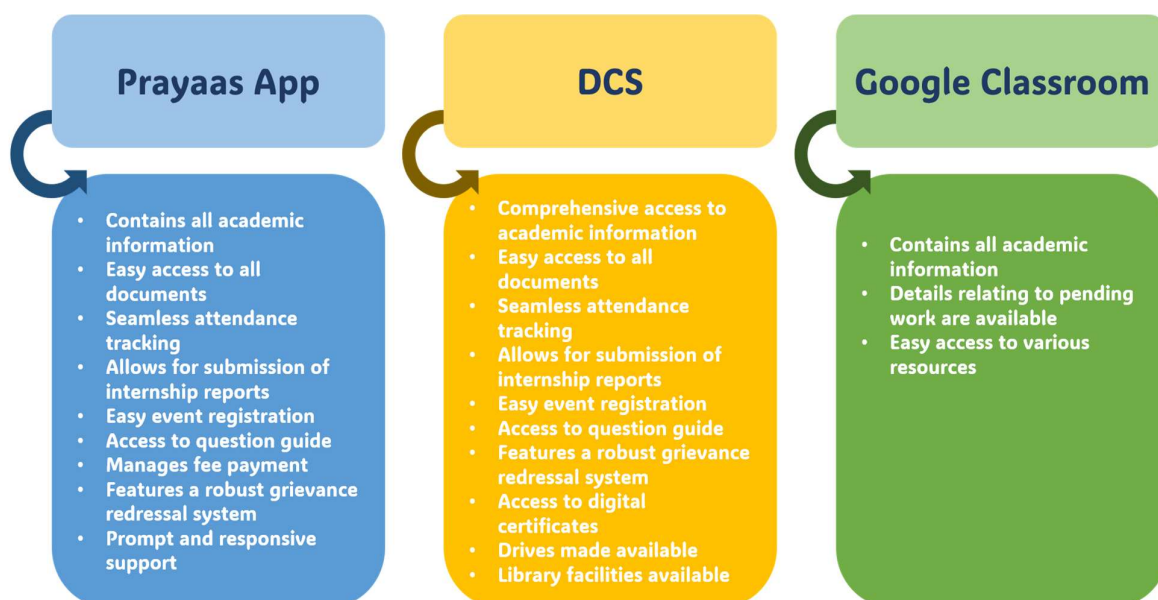 Prayaas App
• Contains all academic
information
• Easy access to all
documents
• Seamless attendance
tracking
• Allows for submission of
internship reports
• Easy event registration
• Access to question guide
• Manages fee payment
• Features a robust grievance
redressal system
• Prompt and responsive
support
DCS
• Comprehensive access to
academic information
• Easy access to all
documents
• Seamless attendance
tracking
• Allows for submission of
internship reports
• Easy event registration
• Access to question guide
• Features a robust grievance
redressal system
• Access to digital
certificates
• Drives made available
• Library facilities available
Google Classroom
• Contains all academic
information
• Details relating to pending
work are available
• Easy access to various
resources